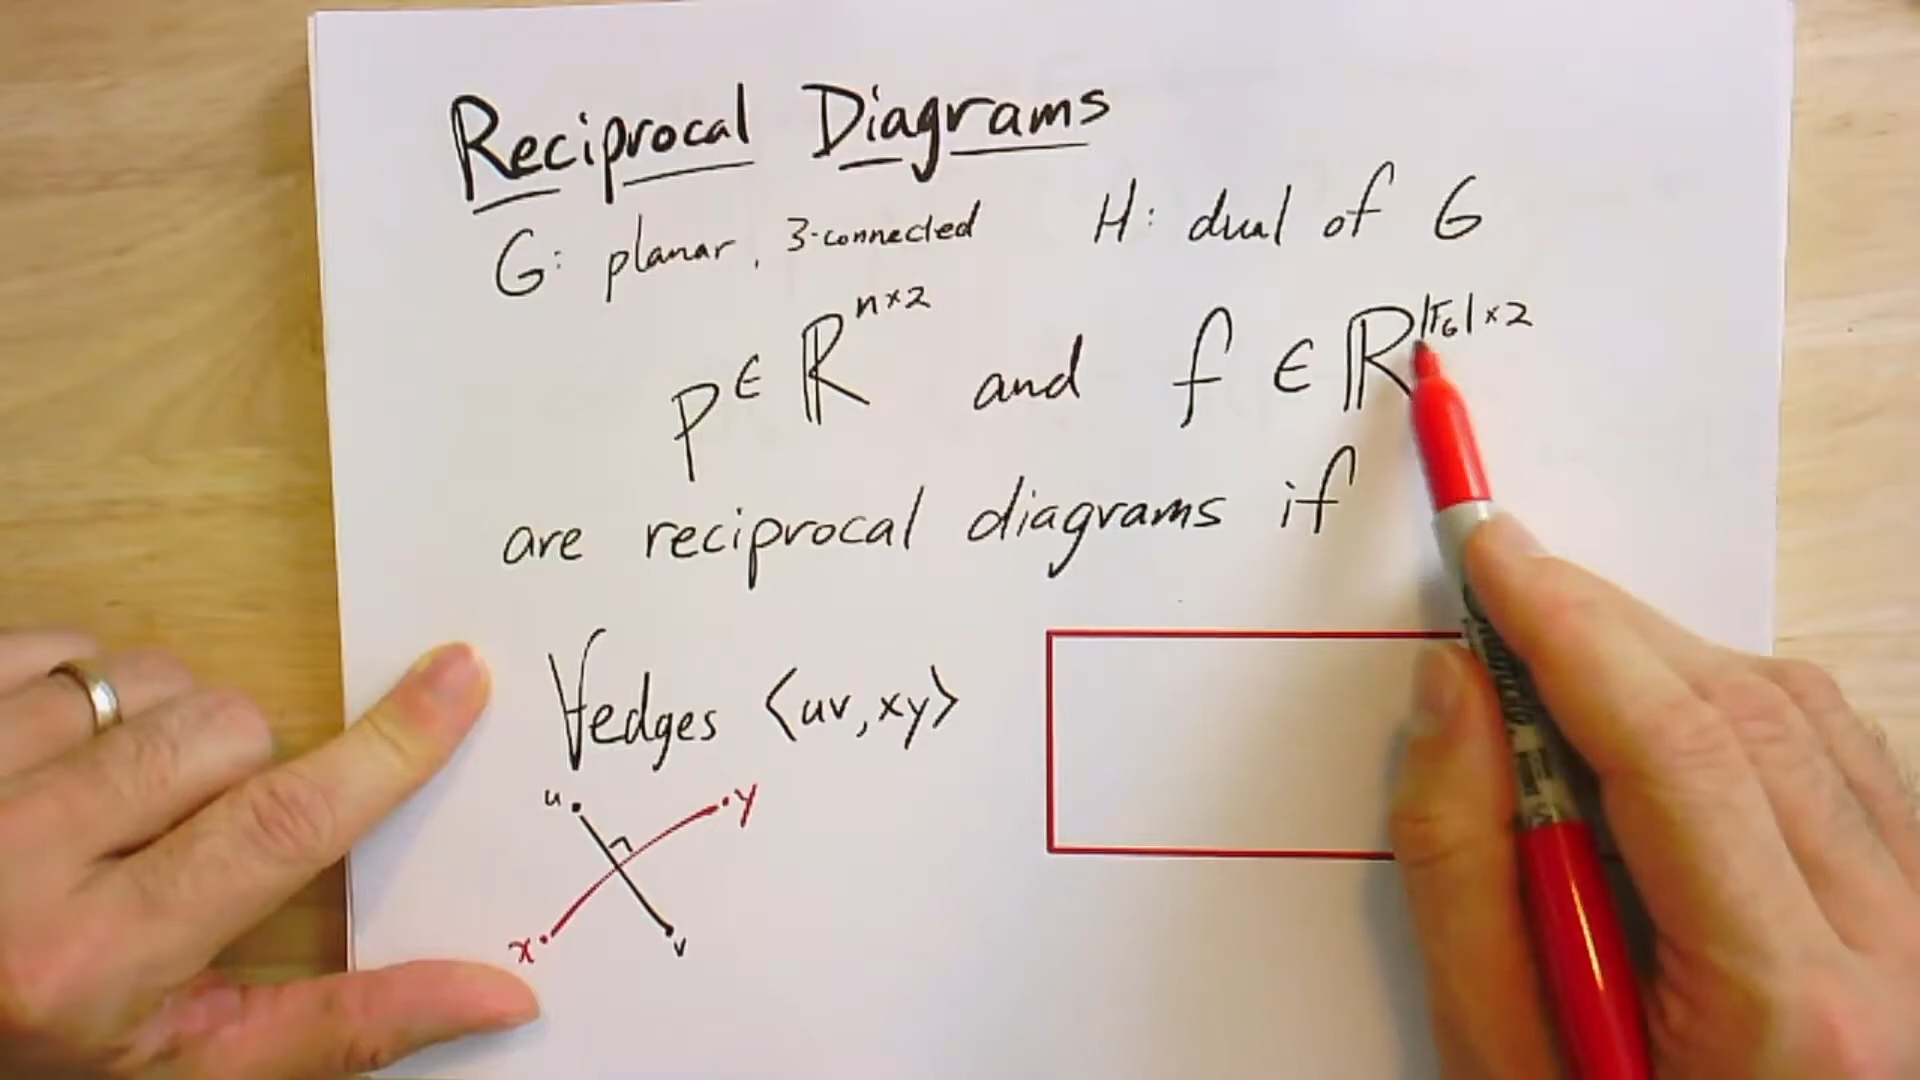 Reciprocal Diagrams
G: planar, 3-connected H: dual of G
p ∈ ℝ^{n×2} and f ∈ ℝ^{|F_G|×2}
are reciprocal diagrams if
∀ edges ⟨uv, xy⟩
u y
x v